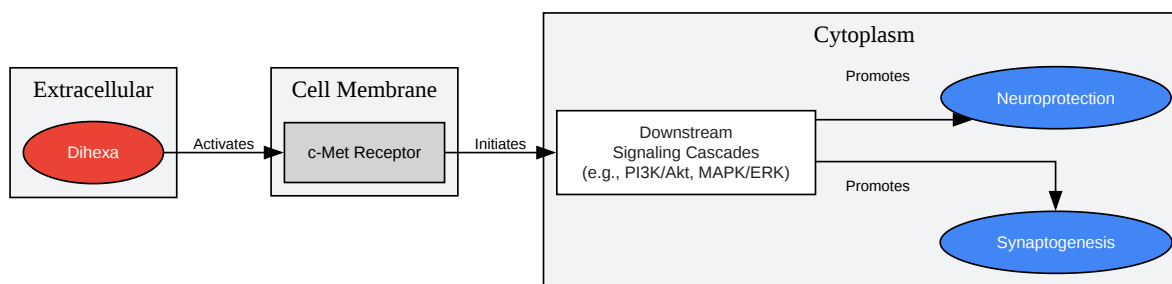 Cytoplasm
Extracellular
Cell Membrane
Promotes
Neuroprotection
Dihexa
Activates
c-Met Receptor
Initiates
Downstream
Signaling Cascades
(e.g., PI3K/Akt, MAPK/ERK)
Promotes
Synaptogenesis